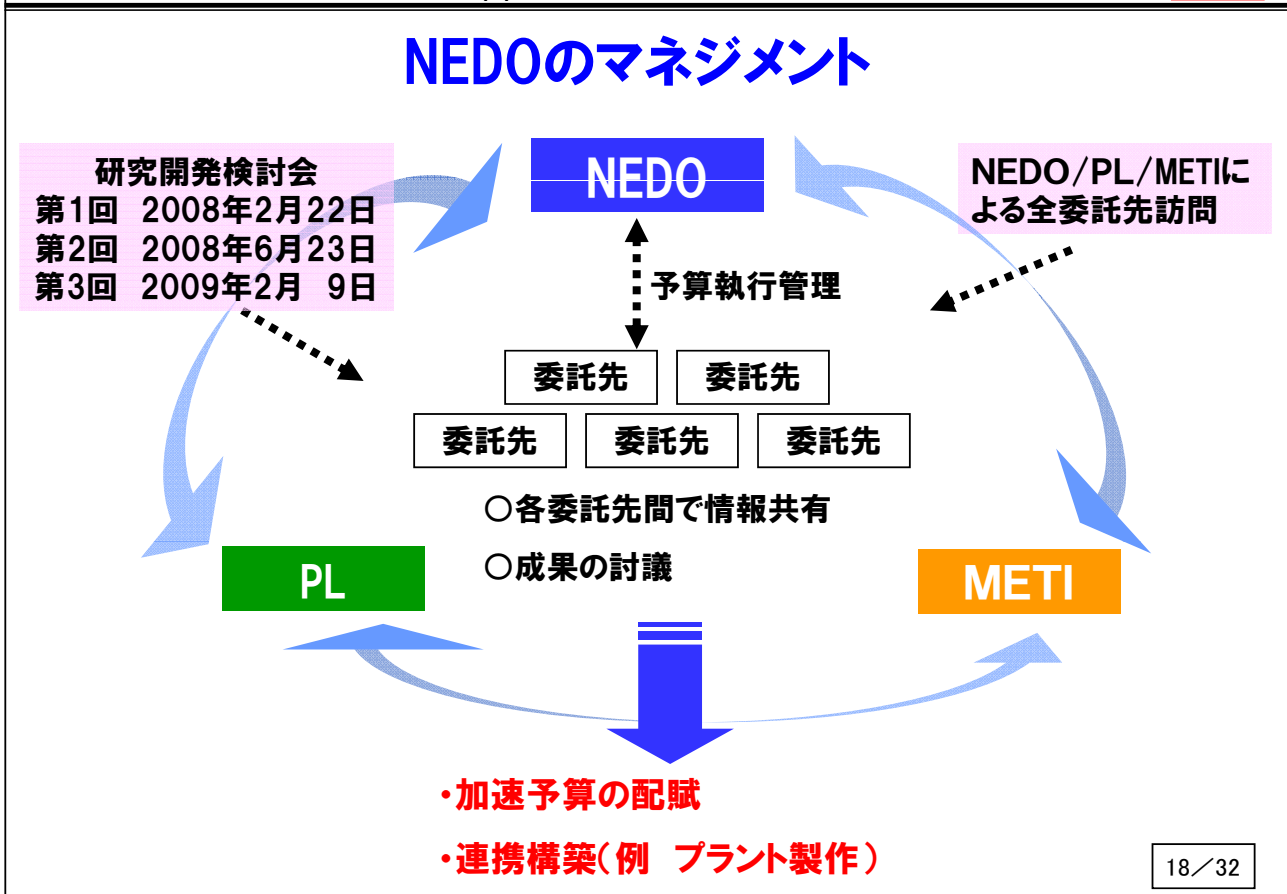 NEDOのマネジメント
研究開発検討会
第1回 2008年2月22日
第2回 2008年6月23日
第3回 2009年2月 9日
NEDO
NEDO/PL/METIに
よる全委託先訪問
予算執行管理
委託先 委託先
委託先 委託先 委託先
○各委託先間で情報共有
○成果の討議
PL
METI
・加速予算の配賦
・連携構築(例 プラント製作)
18/32